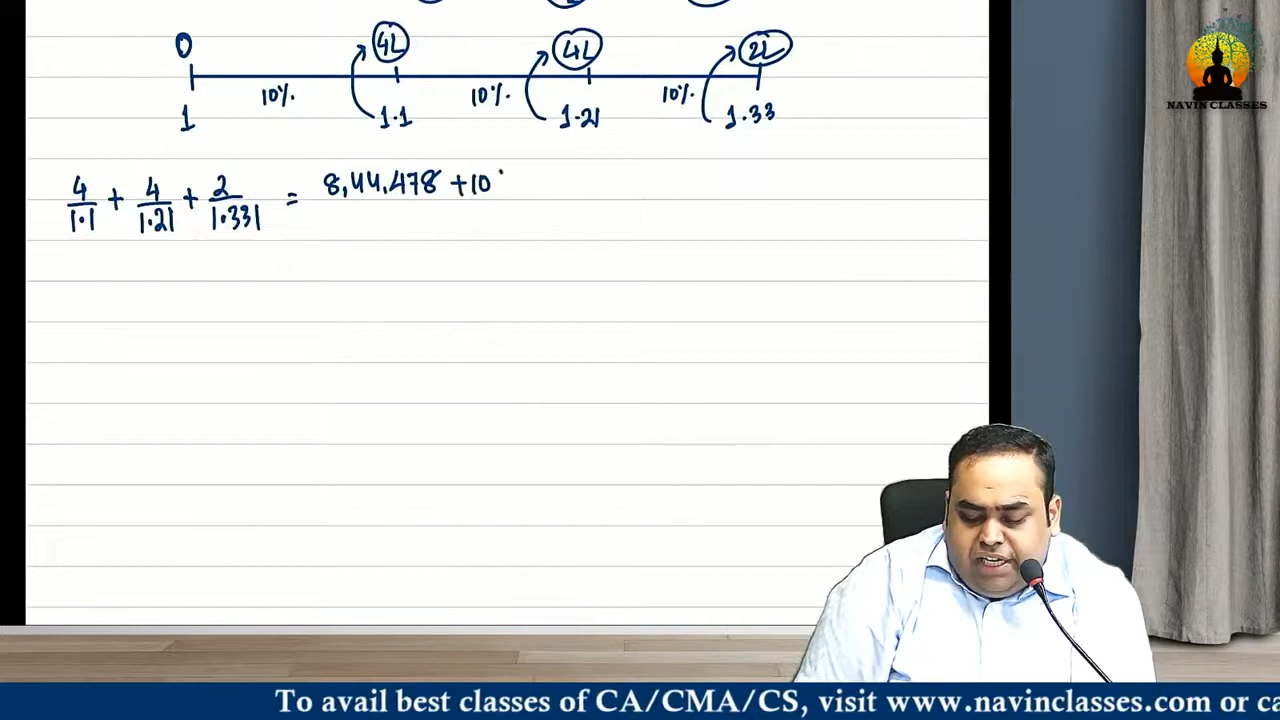 0 4L 4L 2L
10%. 10%. 10%.
1 1.1 1.21 1.33
4/1.1 + 4/1.21 + 2/1.331 = 8,44,478 +10
NAVIN CLASSES
To avail best classes of CA/CMA/CS, visit www.navinclasses.com or ca